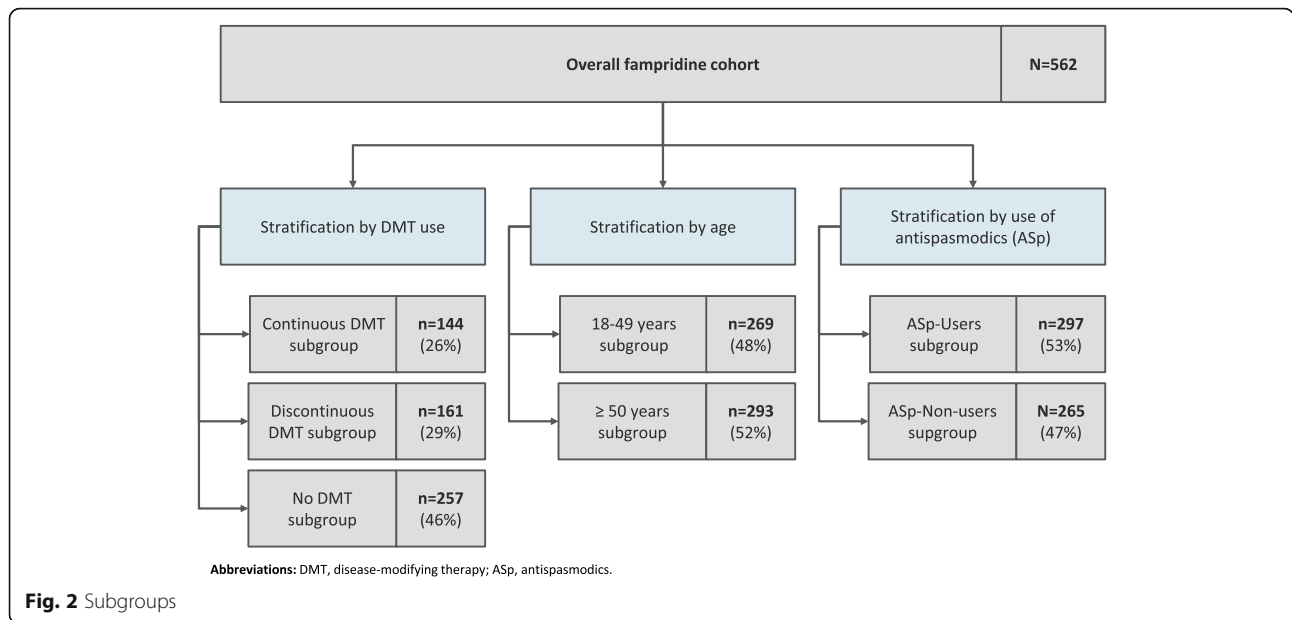 Overall fampridine cohort
N=562
Stratification by DMT use
Continuous DMT
subgroup
n=144
(26%)
Discontinuous
DMT subgroup
n=161
(29%)
No DMT
subgroup
n=257
(46%)
Stratification by age
18-49 years
subgroup
n=269
(48%)
≥ 50 years
subgroup
n=293
(52%)
Stratification by use of
antispasmodics (ASp)
ASp-Users
subgroup
n=297
(53%)
ASp-Non-users
supgroup
N=265
(47%)
Abbreviations: DMT, disease-modifying therapy; ASp, antispasmodics.
Fig. 2 Subgroups